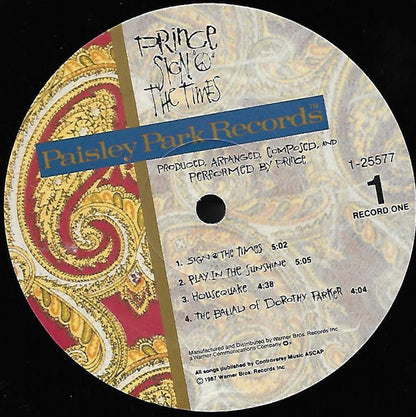 Prince
Sign "☮"
The Times
Paisley Park Records™
Produced, Arranged, Composed, and
Performed by Prince
1-25577
1
RECORD ONE
1. Sign ☮ The Times 5:02
2. Play in the Sunshine 5:05
3. Housequake 4:38
4. The Ballad of Dorothy Parker 4:04
Manufactured and Distributed by Warner Bros. Records Inc.
a Warner Communications Company
All songs published by Controversy Music ASCAP
© 1987 Warner Bros. Records Inc.